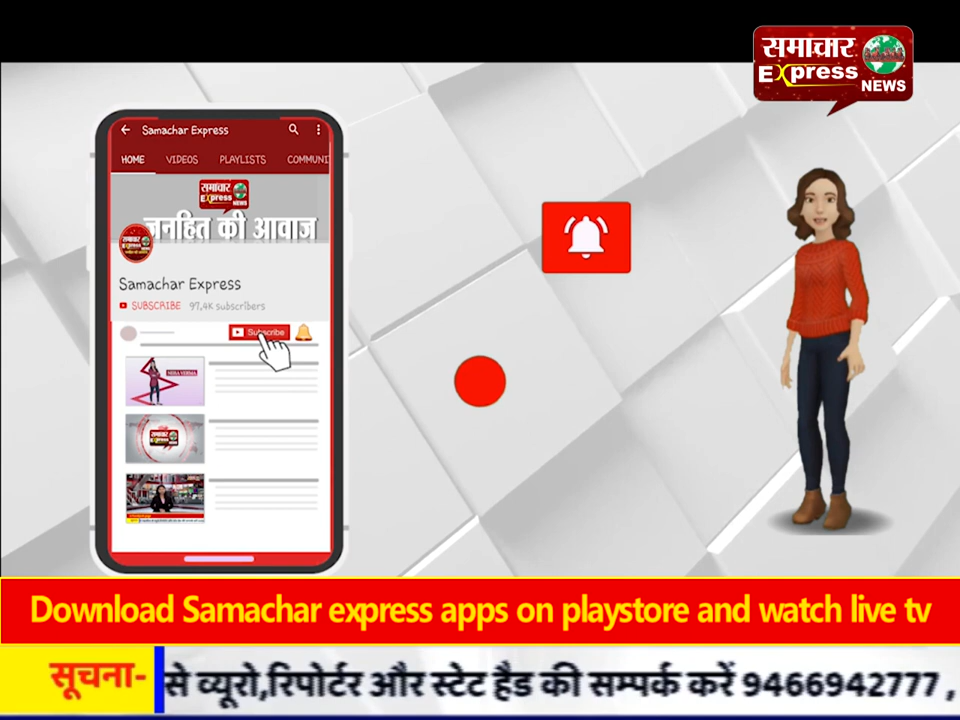 समाचार
Express
NEWS
Samachar Express
HOME VIDEOS PLAYLISTS COMMUNI
समाचार
Express
NEWS
जनहित की आवाज
Samachar Express
SUBSCRIBE 97.4K subscribers
Subscribe
NEHA VERMA
Download Samachar express apps on playstore and watch live tv
सूचना- से व्यूरो,रिपोर्टर और स्टेट हैड की सम्पर्क करें 9466942777 ,